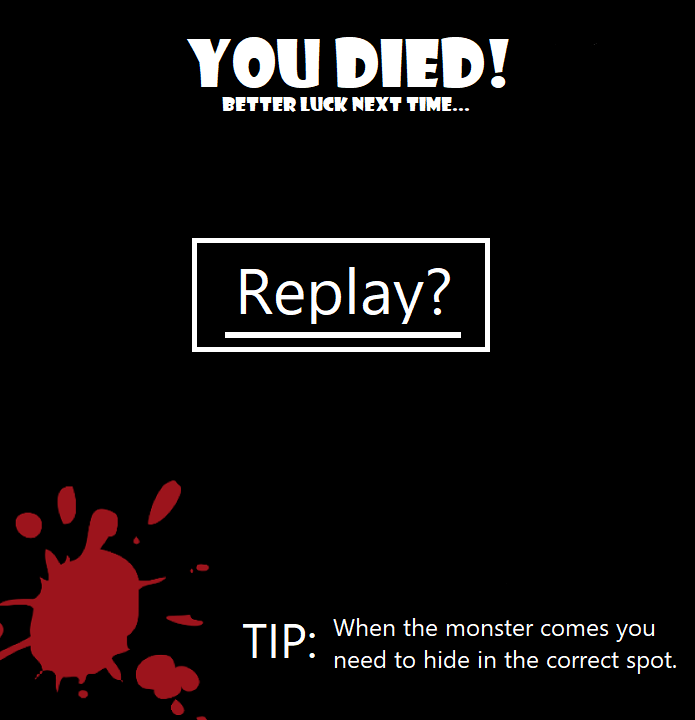 YOU DIED!
BETTER LUCK NEXT TIME...
Replay?
TIP: When the monster comes you
need to hide in the correct spot.